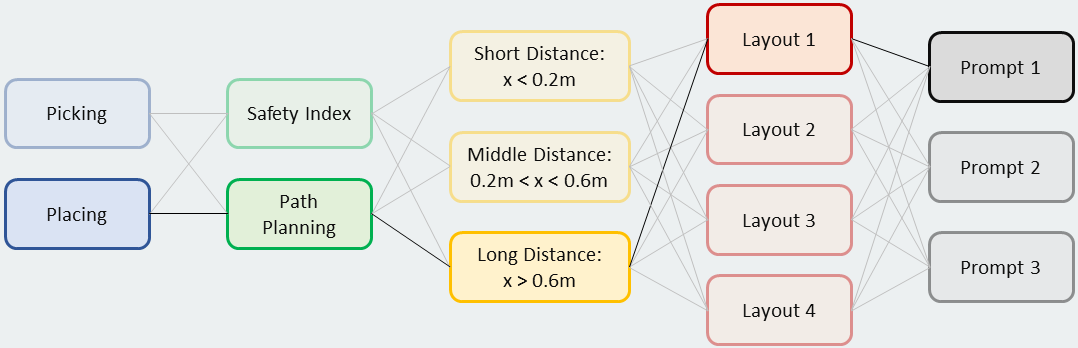 Picking
Placing
Safety Index
Path
Planning
Short Distance:
x < 0.2m
Middle Distance:
0.2m < x < 0.6m
Long Distance:
x > 0.6m
Layout 1
Layout 2
Layout 3
Layout 4
Prompt 1
Prompt 2
Prompt 3